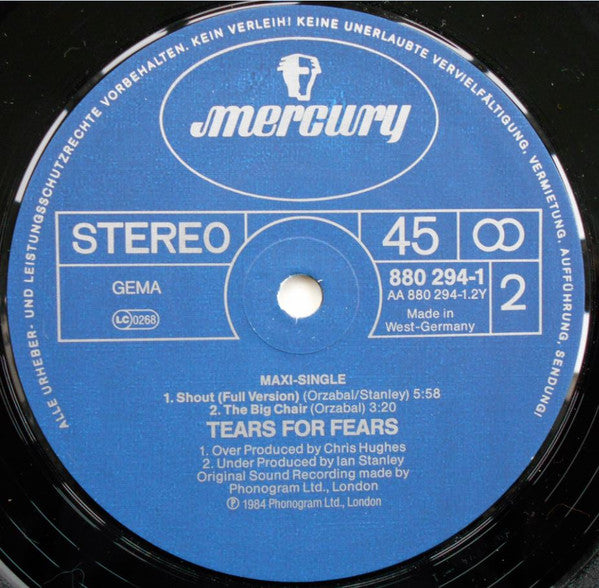 ALLE URHEBER- UND LEISTUNGSSCHUTZRECHTE VORBEHALTEN. KEIN VERLEIH! KEINE UNERLAUBTE VERVIELFÄLTIGUNG, VERMIETUNG, AUFFÜHRUNG, SENDUNG!
mercury
STEREO
45
∞
GEMA
LC 0268
880 294-1
AA 880 294-1.2Y
Made in
West-Germany
2
MAXI-SINGLE
1. Shout (Full Version) (Orzabal/Stanley) 5:58
2. The Big Chair (Orzabal) 3:20
TEARS FOR FEARS
1. Over Produced by Chris Hughes
2. Under Produced by Ian Stanley
Original Sound Recording made by
Phonogram Ltd., London
Ⓟ 1984 Phonogram Ltd., London